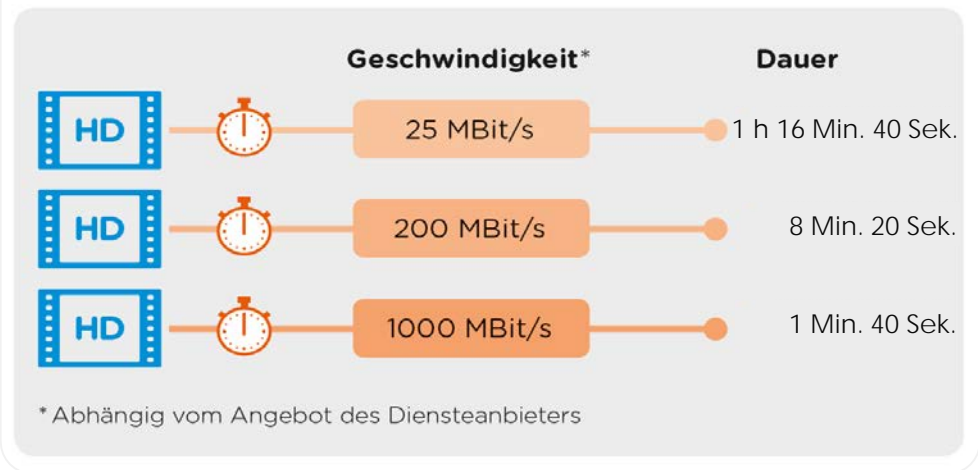 Geschwindigkeit* Dauer
HD 25 MBit/s 1 h 16 Min. 40 Sek.
HD 200 MBit/s 8 Min. 20 Sek.
HD 1000 MBit/s 1 Min. 40 Sek.
* Abhängig vom Angebot des Diensteanbieters